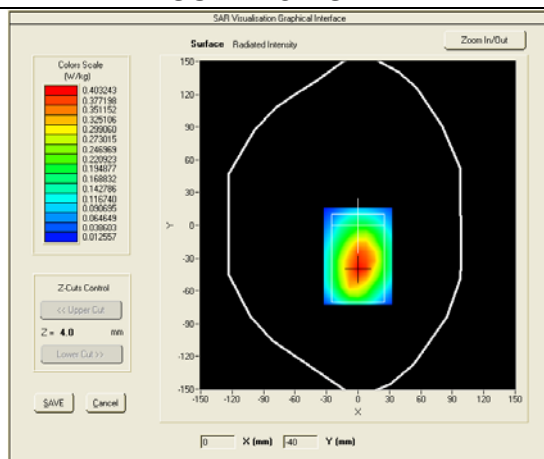 SAR Visualisation Graphical Interface
Surface Radiated Intensity
Zoom In/Out
Colors Scale
(W/kg)
0.403243
0.377198
0.351152
0.325106
0.299060
0.273015
0.246969
0.220923
0.194877
0.168832
0.142786
0.116740
0.090695
0.064649
0.038603
0.012557
Z-Cuts Control
<< Upper Cut
Z = 4.0 mm
Lower Cut >>
SAVE Cancel
150
120
90
60
30
0
-30
-60
-90
-120
-150
Y
-150 -120 -90 -60 -30 0 30 60 90 120 150
X
0 X (mm) -40 Y (mm)